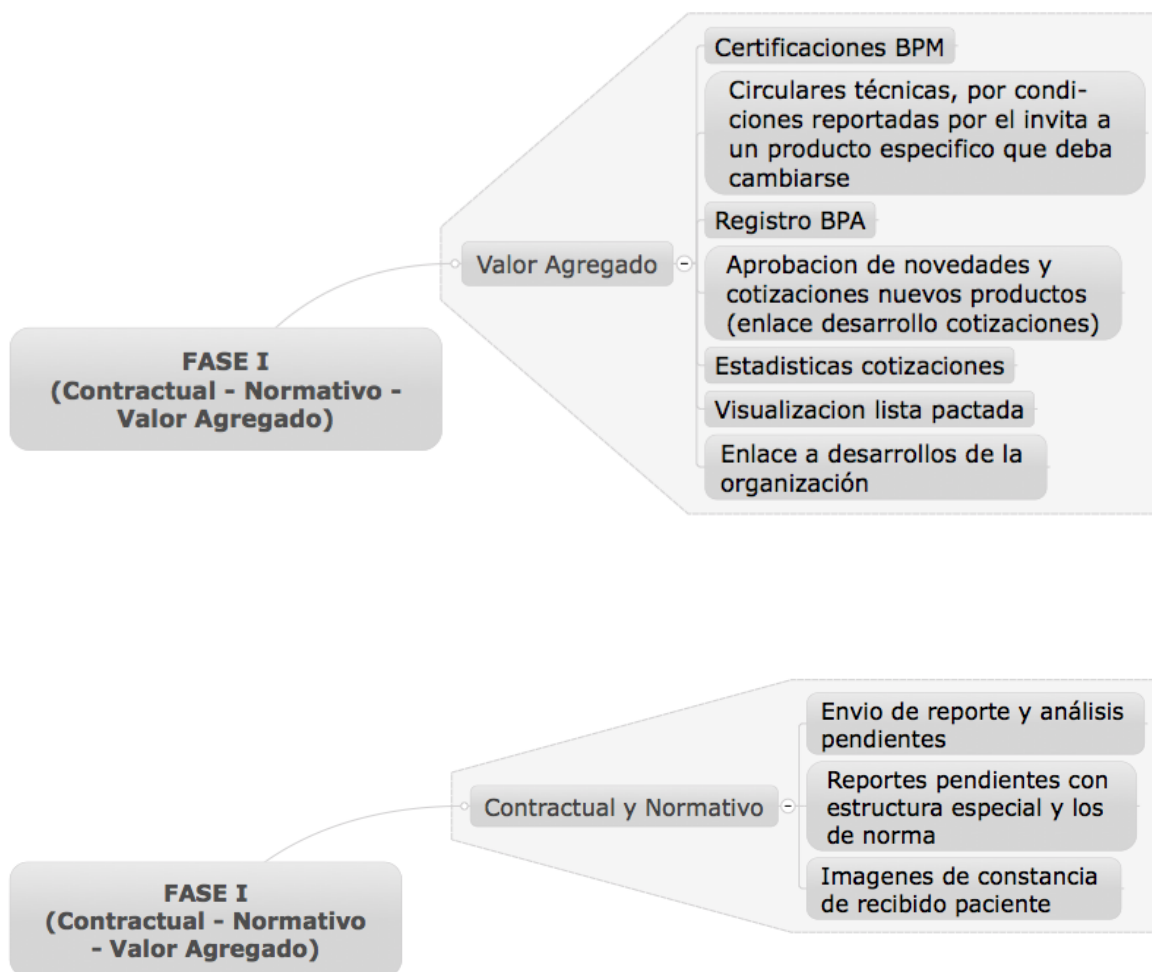 Certificaciones BPM
Circulares técnicas, por condi-
ciones reportadas por el invita a
un producto especifico que deba
cambiarse
Registro BPA
Valor Agregado
Aprobacion de novedades y
cotizaciones nuevos productos
(enlace desarrollo cotizaciones)
FASE I
(Contractual - Normativo -
Valor Agregado)
Estadisticas cotizaciones
Visualizacion lista pactada
Enlace a desarrollos de la
organización
Envio de reporte y análisis
pendientes
Contractual y Normativo
Reportes pendientes con
estructura especial y los
de norma
Imagenes de constancia
de recibido paciente
FASE I
(Contractual - Normativo
- Valor Agregado)